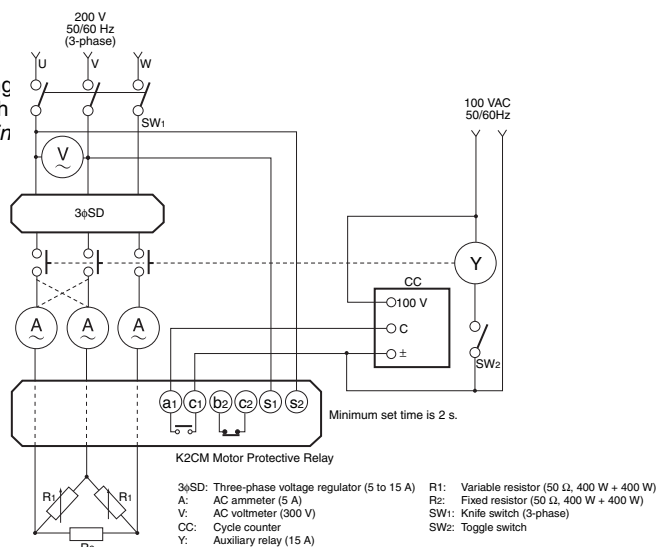 200 V
50/60 Hz
(3-phase)
U V W
SW1
100 VAC
50/60Hz
V
3ϕSD
Y
CC
100 V
C
±
SW2
A A A
a1 c1 b2 c2 s1 s2
Minimum set time is 2 s.
K2CM Motor Protective Relay
R1 R1
3ϕSD: Three-phase voltage regulator (5 to 15 A)
A: AC ammeter (5 A)
V: AC voltmeter (300 V)
CC: Cycle counter
Y: Auxiliary relay (15 A)
R1: Variable resistor (50 Ω, 400 W + 400 W)
R2: Fixed resistor (50 Ω, 400 W + 400 W)
SW1: Knife switch (3-phase)
SW2: Toggle switch